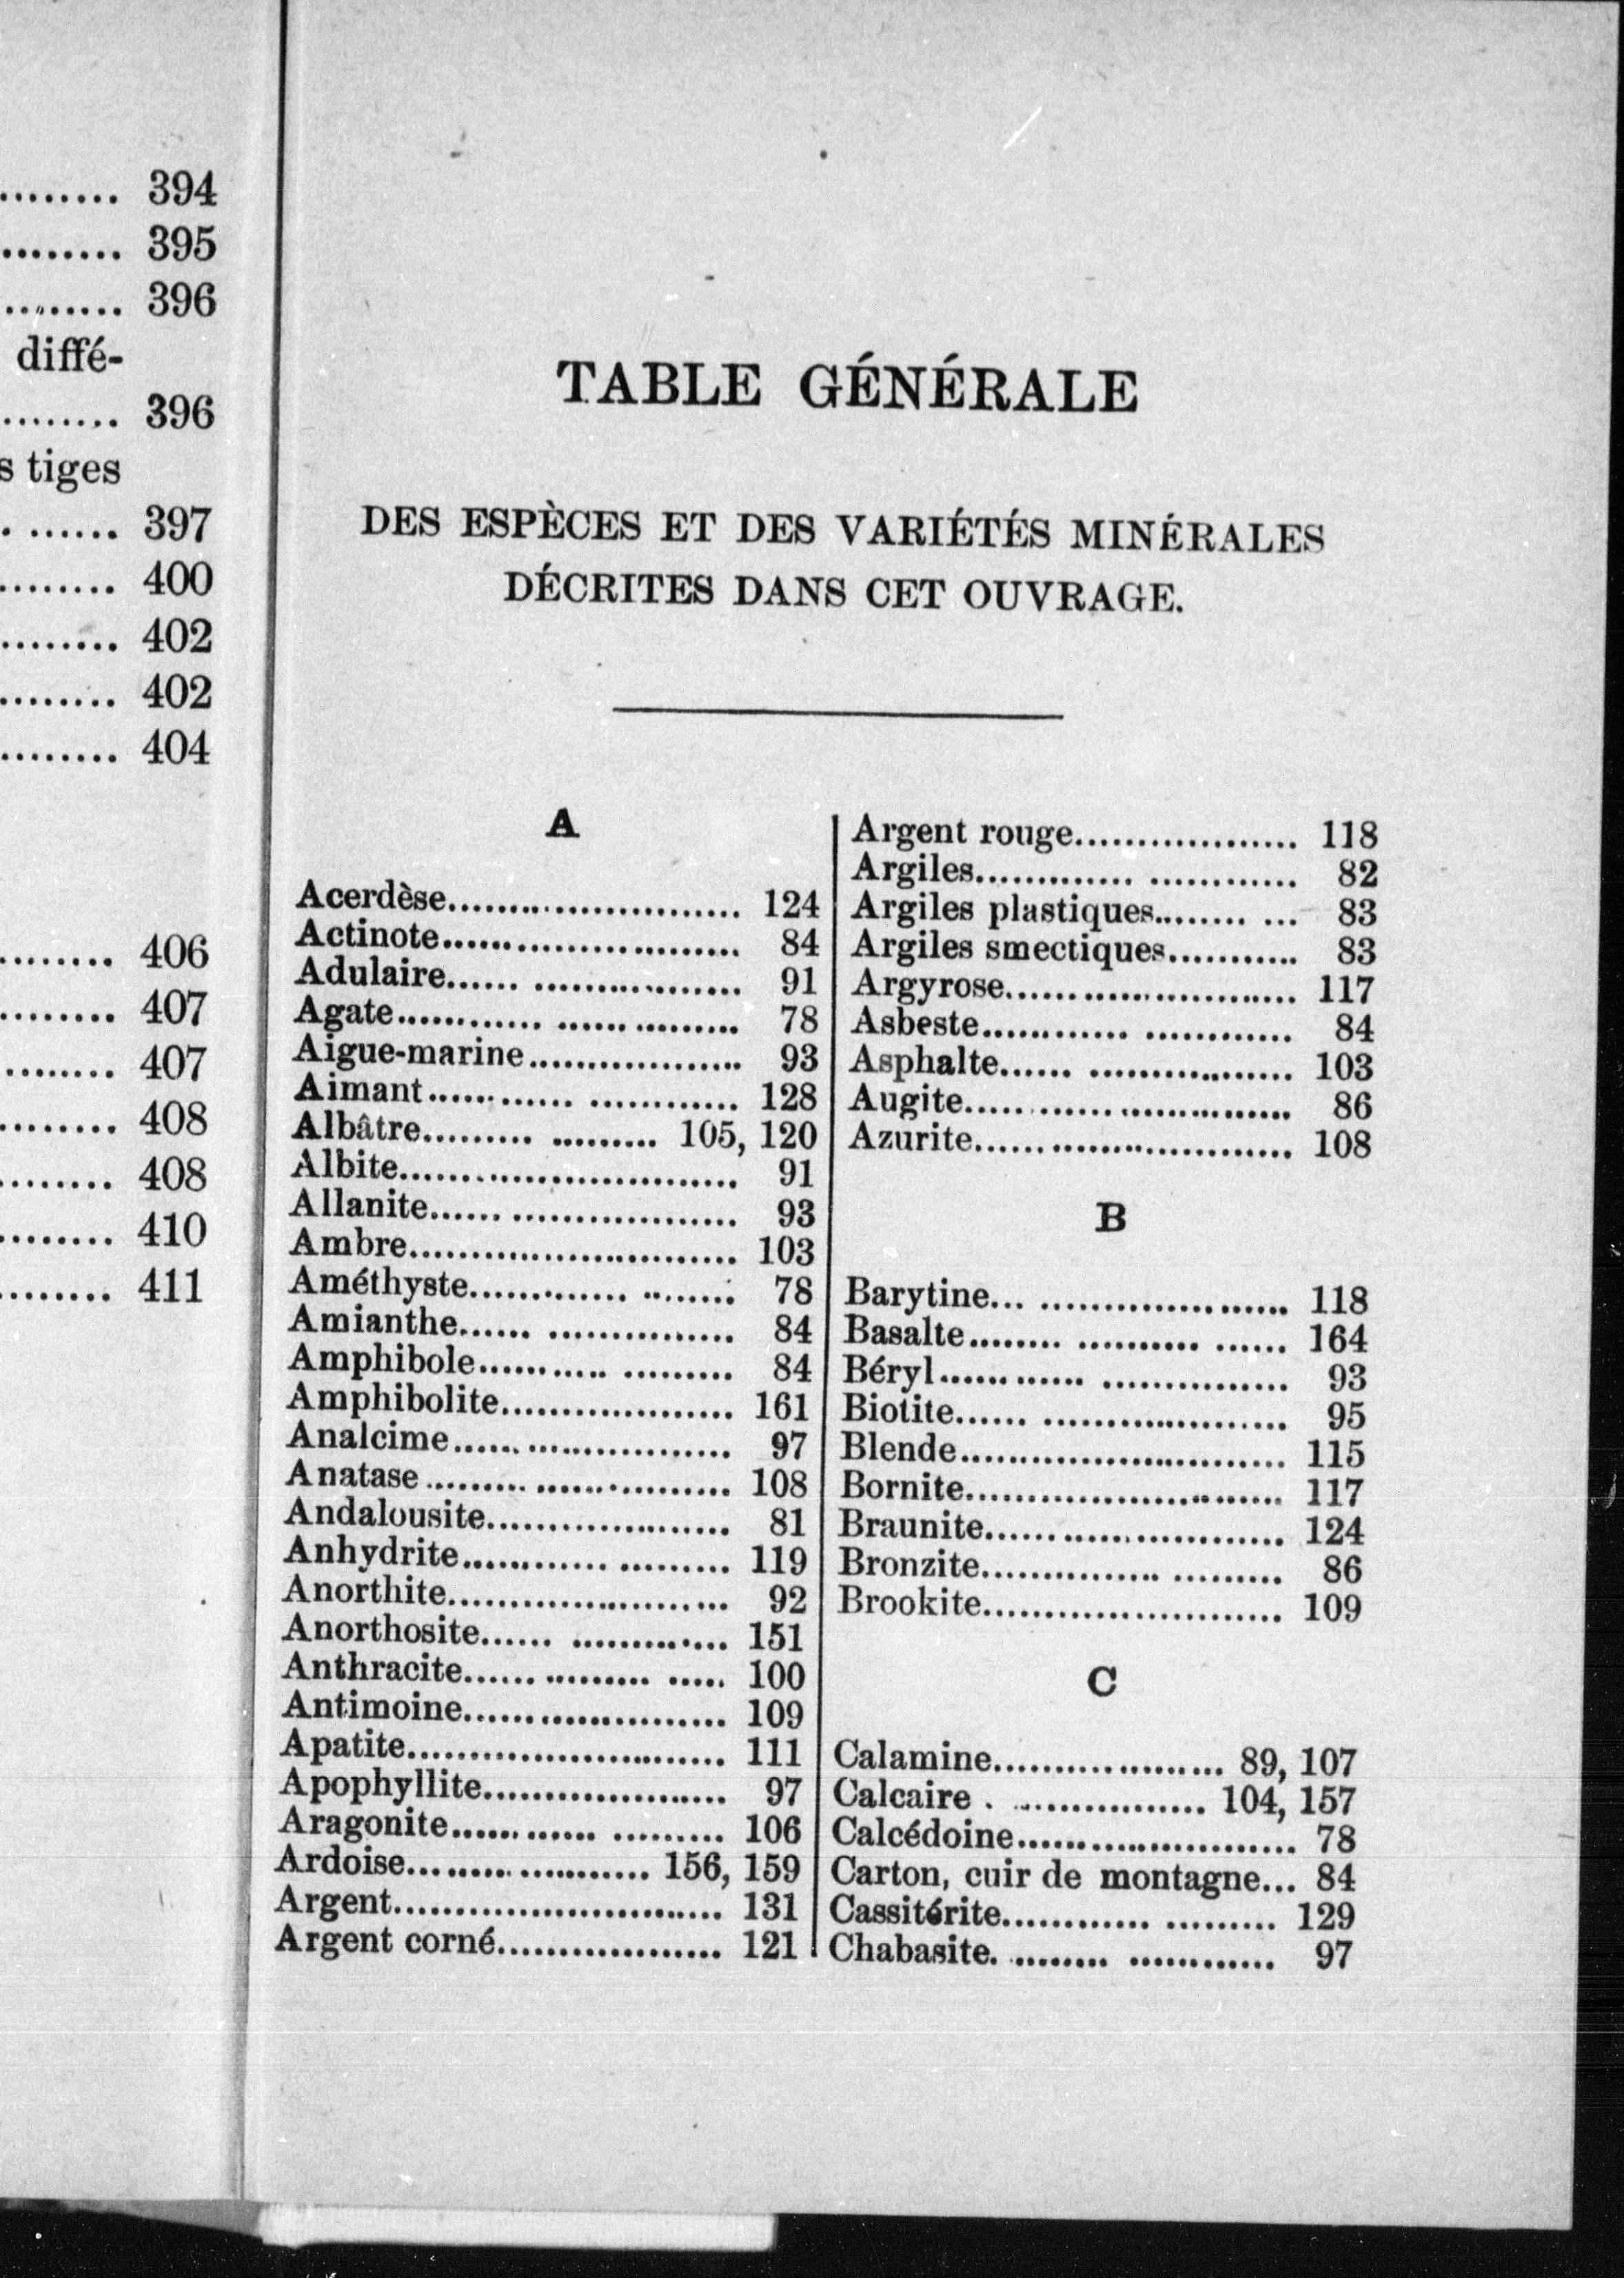 ........ 394
........ 395
........ 396
diffé-
........ 396
s tiges
. ...... 397
........ 400
........ 402
........ 402
........ 404
........ 406
........ 407
........ 407
........ 408
........ 408
........ 410
........ 411
TABLE GÉNÉRALE
DES ESPÈCES ET DES VARIÉTÉS MINÉRALES
DÉCRITES DANS CET OUVRAGE.
A
Acerdèse........................... 124
Actinote........................... 84
Adulaire........................... 91
Agate........................... 78
Aigue-marine.................. 93
Aimant........................... 128
Albâtre......... ......... 105, 120
Albite........................... 91
Allanite........................... 93
Ambre........................... 103
Améthyste..................... 78
Amianthe..................... 84
Amphibole..................... 84
Amphibolite................... 161
Analcime........................ 97
Anatase........................ 108
Andalousite.................... 81
Anhydrite..................... 119
Anorthite....................... 92
Anorthosite................... 151
Anthracite..................... 100
Antimoine..................... 109
Apatite.......................... 111
Apophyllite.................... 97
Aragonite..................... 106
Ardoise.................... 156, 159
Argent........................... 131
Argent corné.................. 121
Argent rouge.................. 118
Argiles........................... 82
Argiles plastiques........ ... 83
Argiles smectiques........... 83
Argyrose........................ 117
Asbeste........................ 84
Asphalte........................ 103
Augite........................... 86
Azurite.......................... 108
B
Barytine... .................... 118
Basalte........ .......... ...... 164
Béryl........................... 93
Biotite........................... 95
Blende........................... 115
Bornite.......................... 117
Braunite........................ 124
Bronzite........................ 86
Brookite........................ 109
C
Calamine................... 89, 107
Calcaire . ................ 104, 157
Calcédoine....................... 78
Carton, cuir de montagne... 84
Cassitérite..................... 129
Chabasite. ........ ............ 97